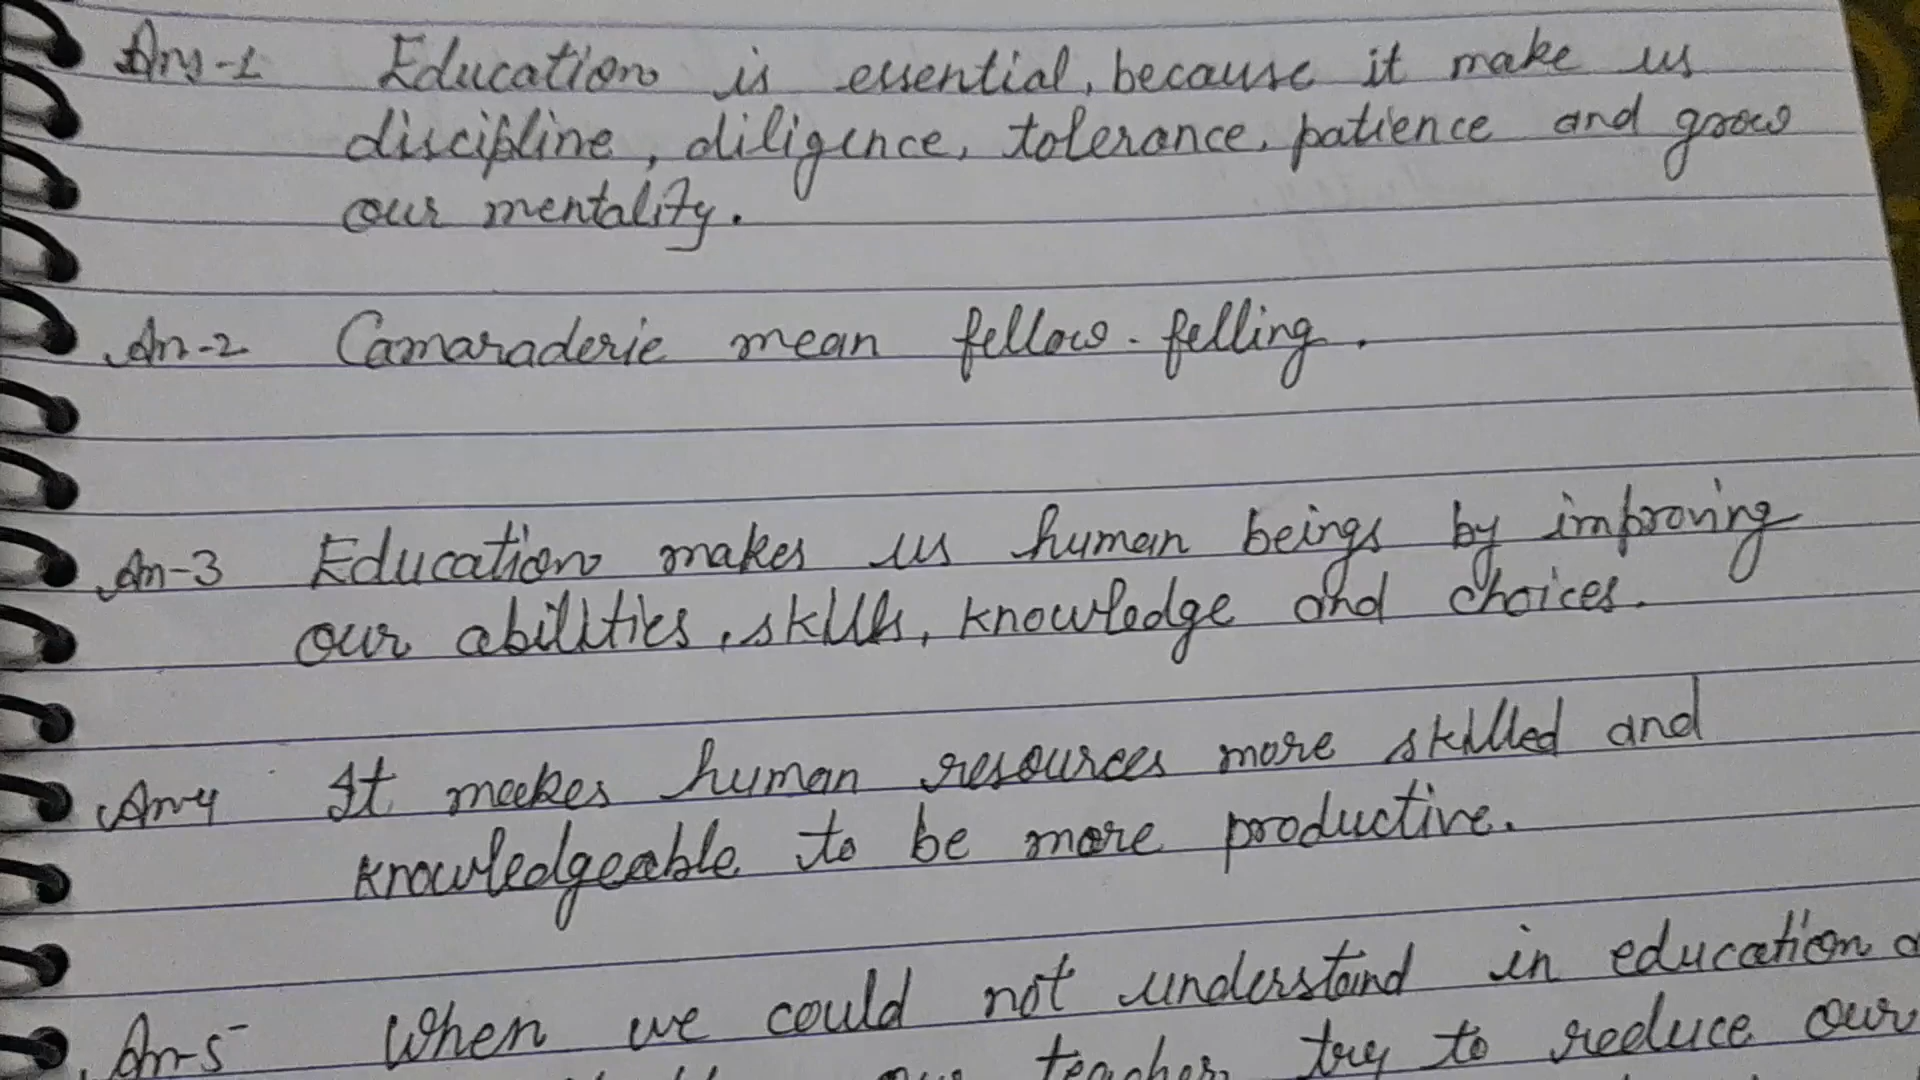 Ans-1 Education is essential, because it make us
discipline, diligence, tolerance, patience and grow
our mentality.
An-2 Camaraderie mean fellow-felling.
An-3 Education makes us human beings by improving
our abilities, skills, knowledge and choices.
An-4 It makes human resources more skilled and
knowledgeable to be more productive.
An-5 When we could not understand in education
teacher try to reduce our